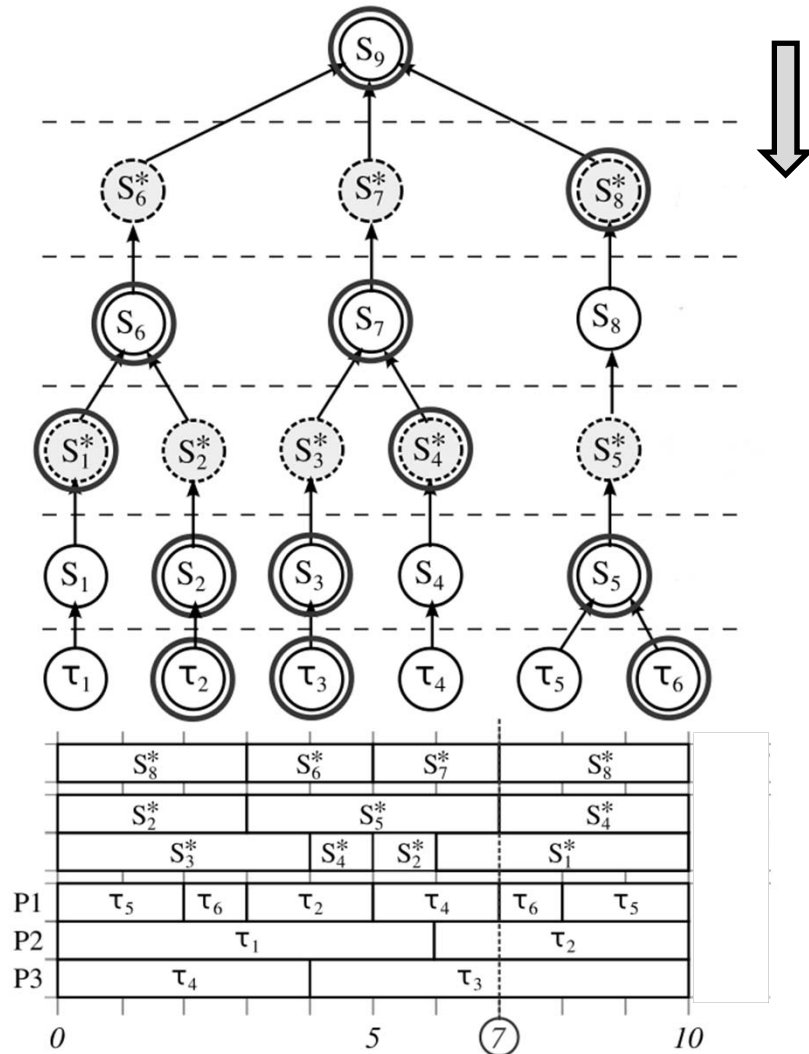 S₉
S₆* S₇* S₈*
S₆ S₇ S₈
S₁* S₂* S₃* S₄* S₅*
S₁ S₂ S₃ S₄ S₅
τ₁ τ₂ τ₃ τ₄ τ₅ τ₆
S₈* S₆* S₇* S₈*
S₂* S₅* S₄*
S₃* S₄* S₂* S₁*
P1 τ₅ τ₆ τ₂ τ₄ τ₆ τ₅
P2 τ₁ τ₂
P3 τ₄ τ₃
0 5 7 10